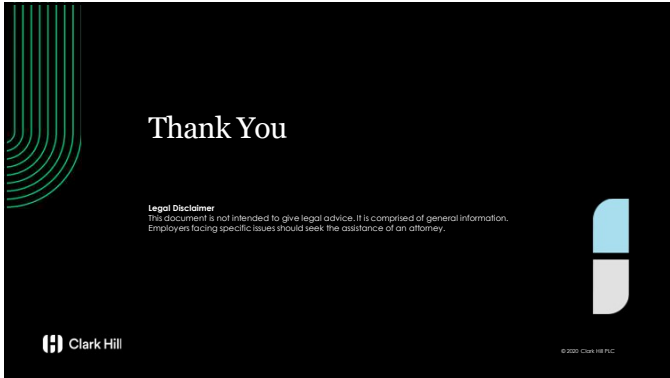 Thank You
Legal Disclaimer
This document is not intended to give legal advice. It is comprised of general information.
Employers facing specific issues should seek the assistance of an attorney.
Clark Hill
© 2020 Clark Hill PLC